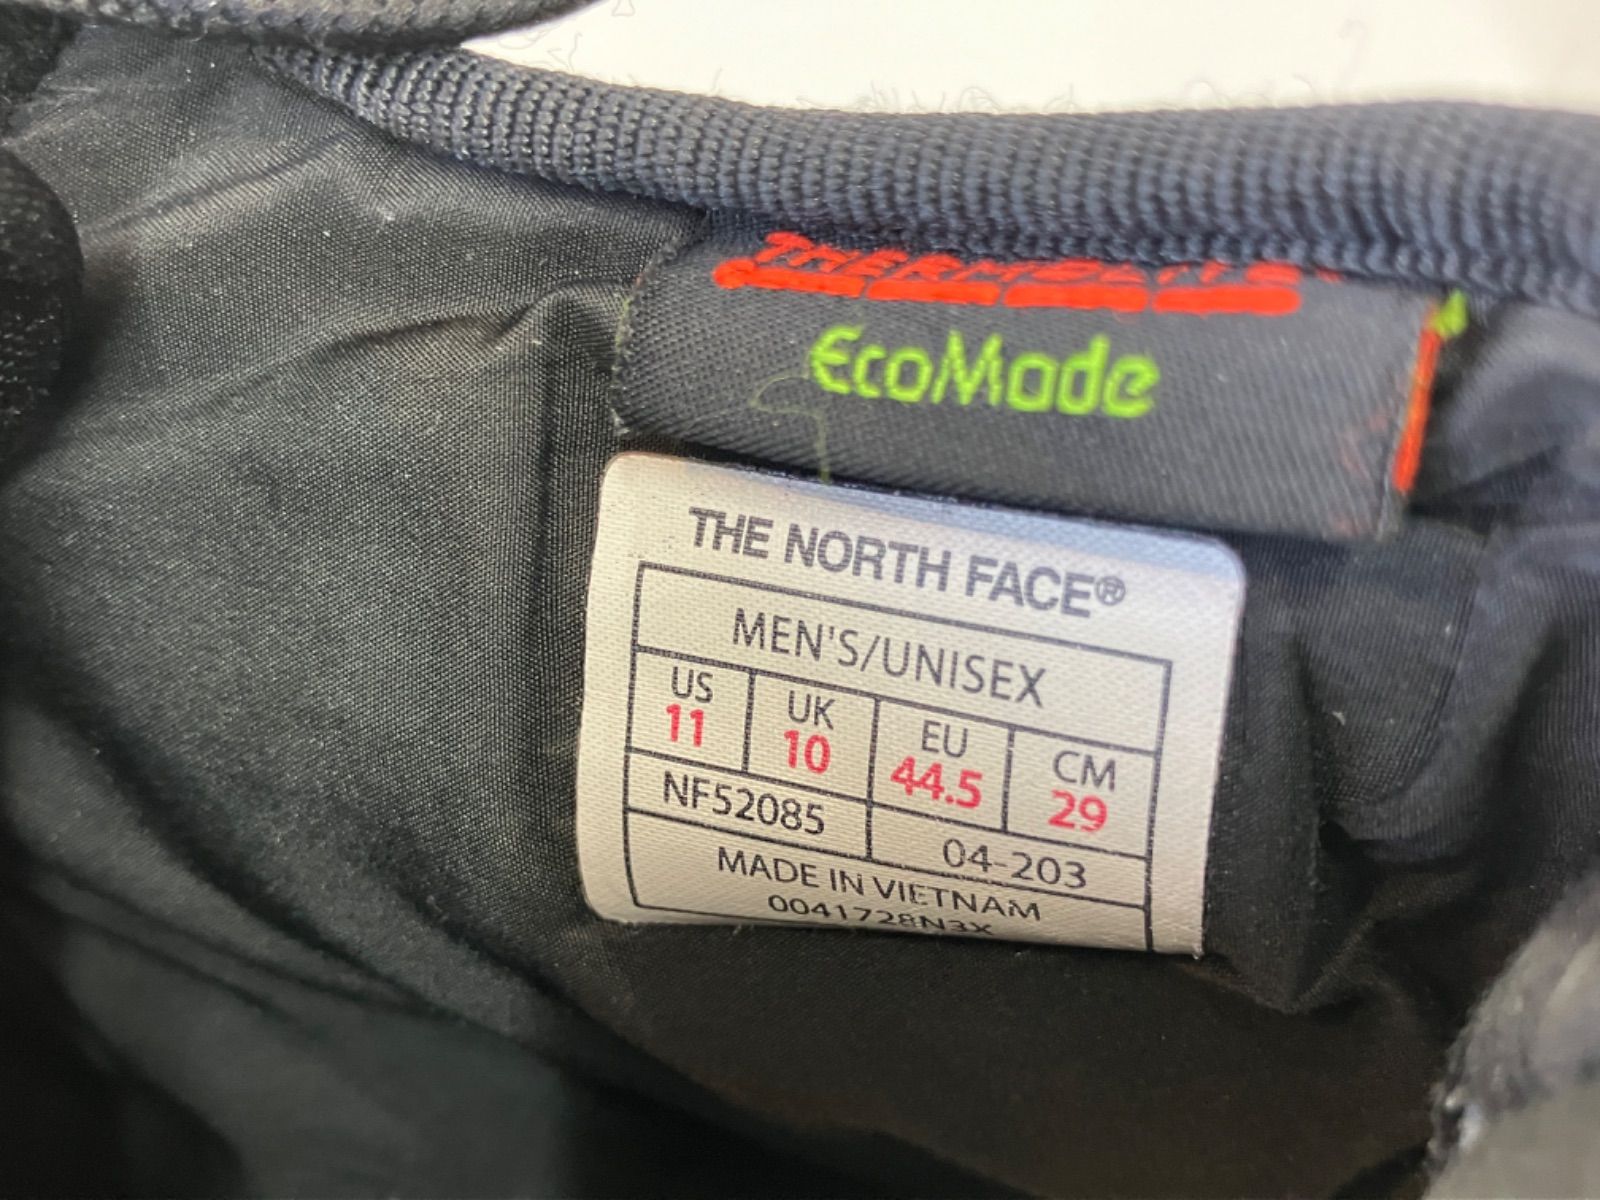 THERMOLITE
EcoMade
THE NORTH FACE®
MEN'S/UNISEX
US UK EU CM
11 10 44.5 29
NF52085 04-203
MADE IN VIETNAM
0041728N3X